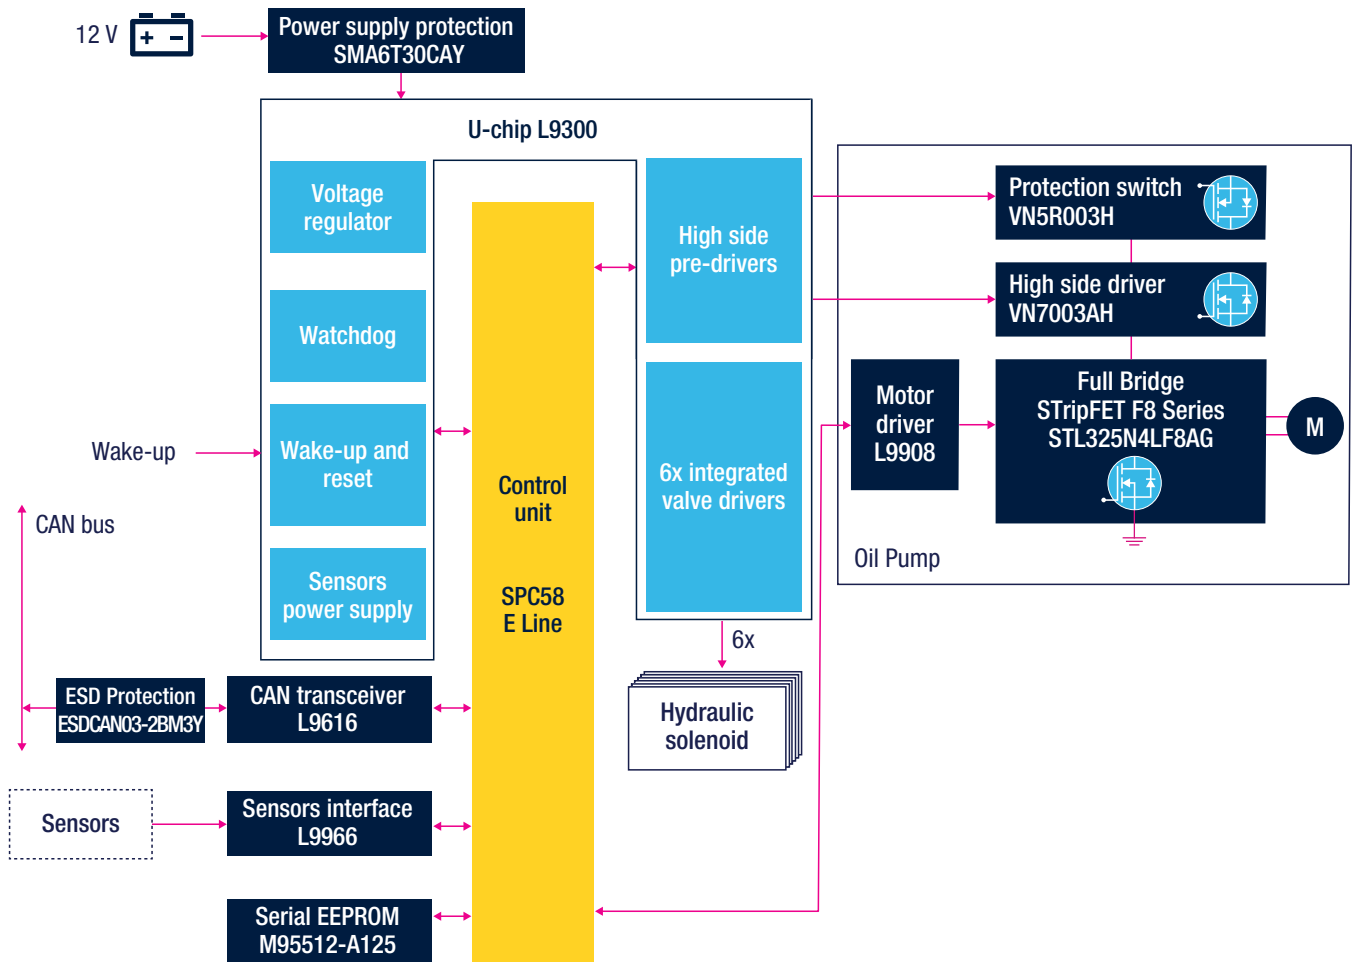 12 V
+ −
Power supply protection
SMA6T30CAY
U-chip L9300
Voltage
regulator
Watchdog
Wake-up and
reset
Sensors
power supply
Wake-up
CAN bus
High side
pre-drivers
6x integrated
valve drivers
Control
unit
SPC58
E Line
Protection switch
VN5R003H
High side driver
VN7003AH
Motor
driver
L9908
Full Bridge
STripFET F8 Series
STL325N4LF8AG
M
Oil Pump
6x
Hydraulic
solenoid
ESD Protection
ESDCAN03-2BM3Y
CAN transceiver
L9616
Sensors
Sensors interface
L9966
Serial EEPROM
M95512-A125